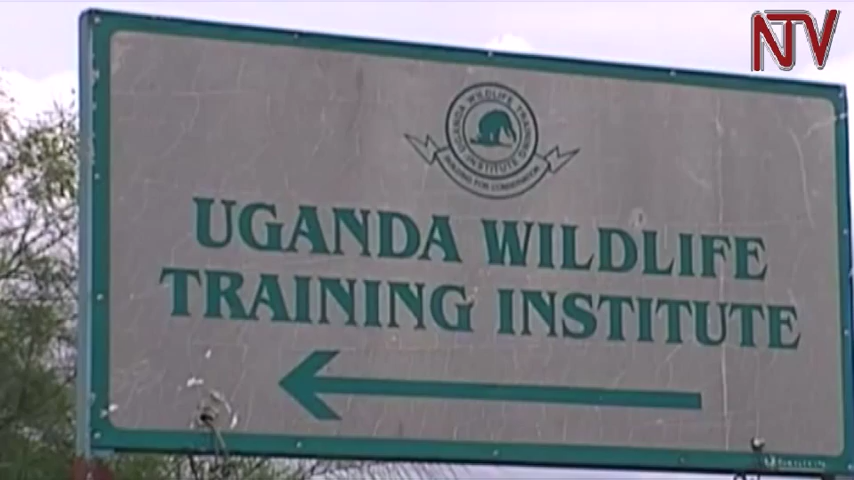 NTV
UGANDA WILDLIFE TRAINING INSTITUTE
UGANDA WILDLIFE
TRAINING INSTITUTE